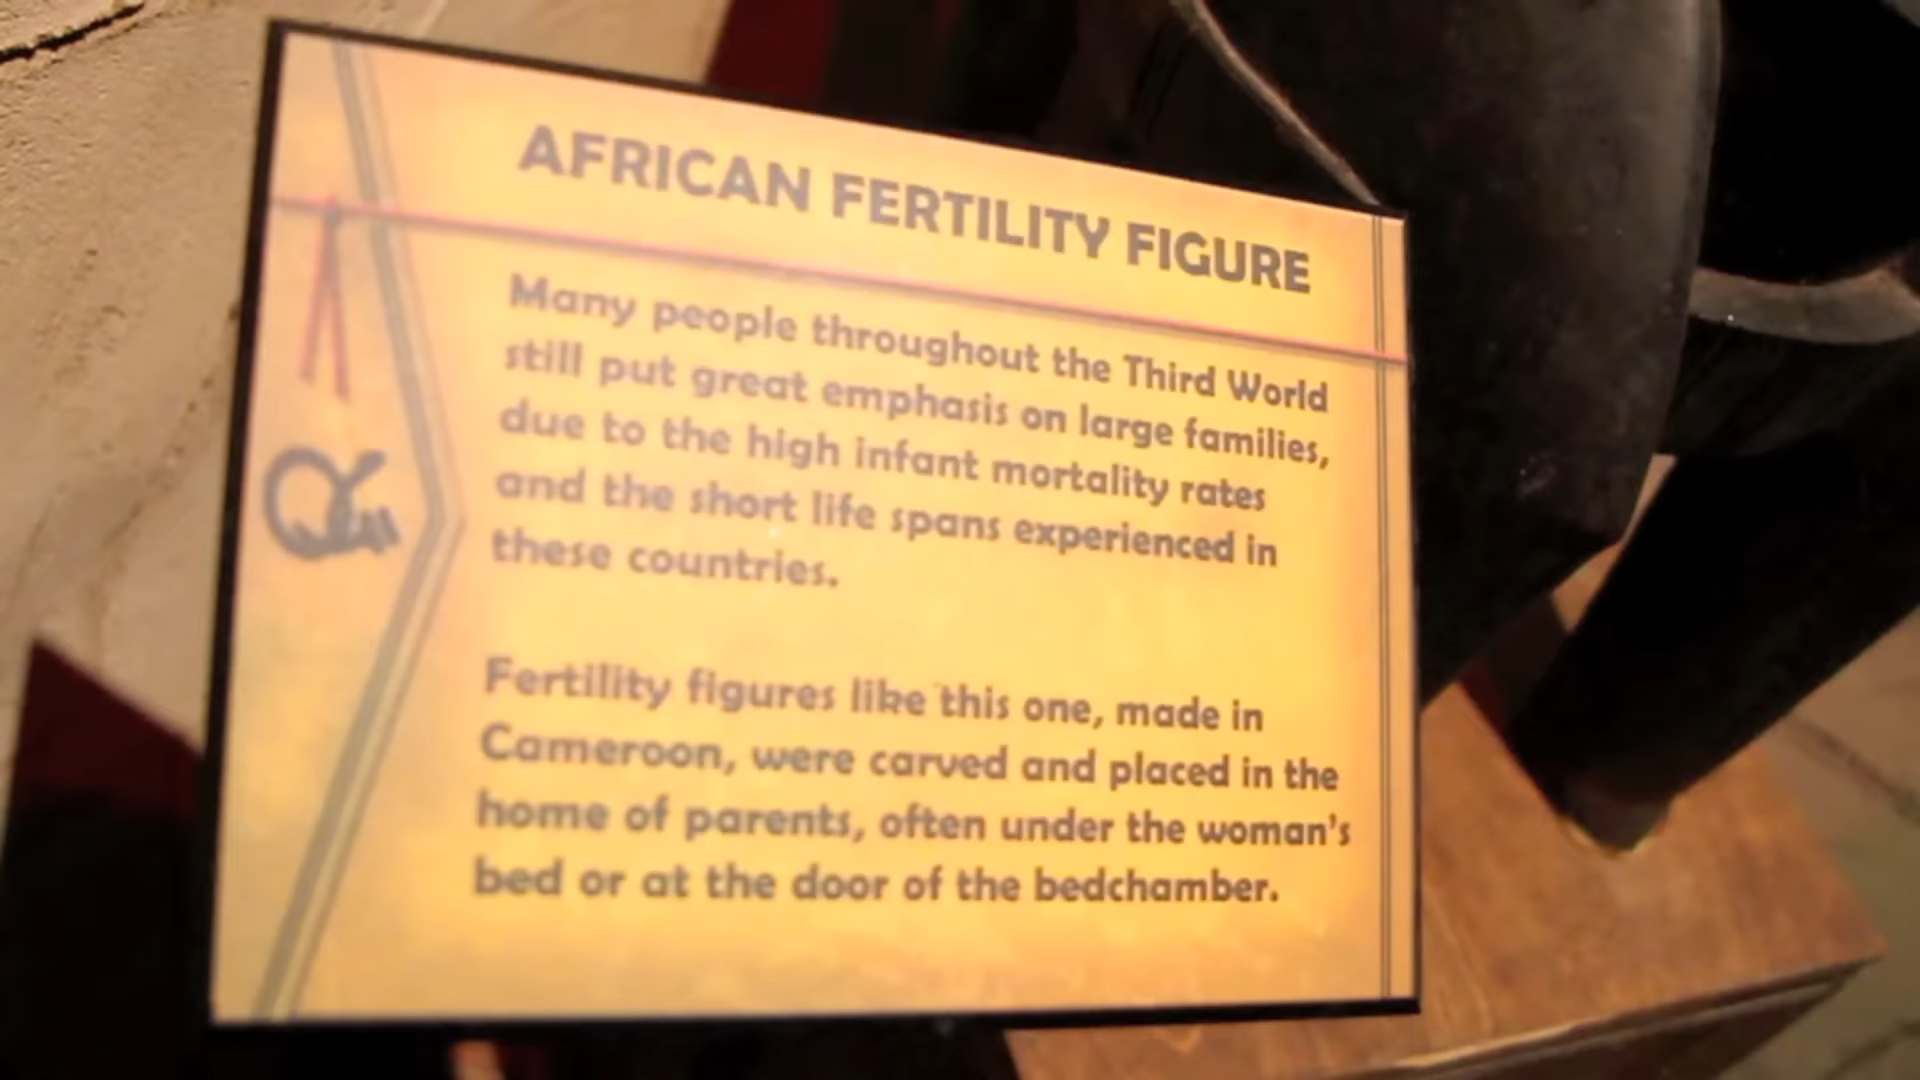 AFRICAN FERTILITY FIGURE
Many people throughout the Third World
still put great emphasis on large families,
due to the high infant mortality rates
and the short life spans experienced in
these countries.
Fertility figures like this one, made in
Cameroon, were carved and placed in the
home of parents, often under the woman's
bed or at the door of the bedchamber.